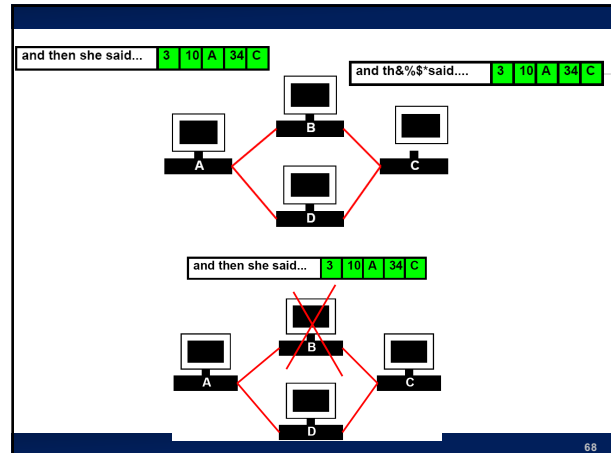 and then she said... 3 10 A 34 C
and th&%$*said.... 3 10 A 34 C
B
A
C
D
and then she said... 3 10 A 34 C
B
A
C
D
68